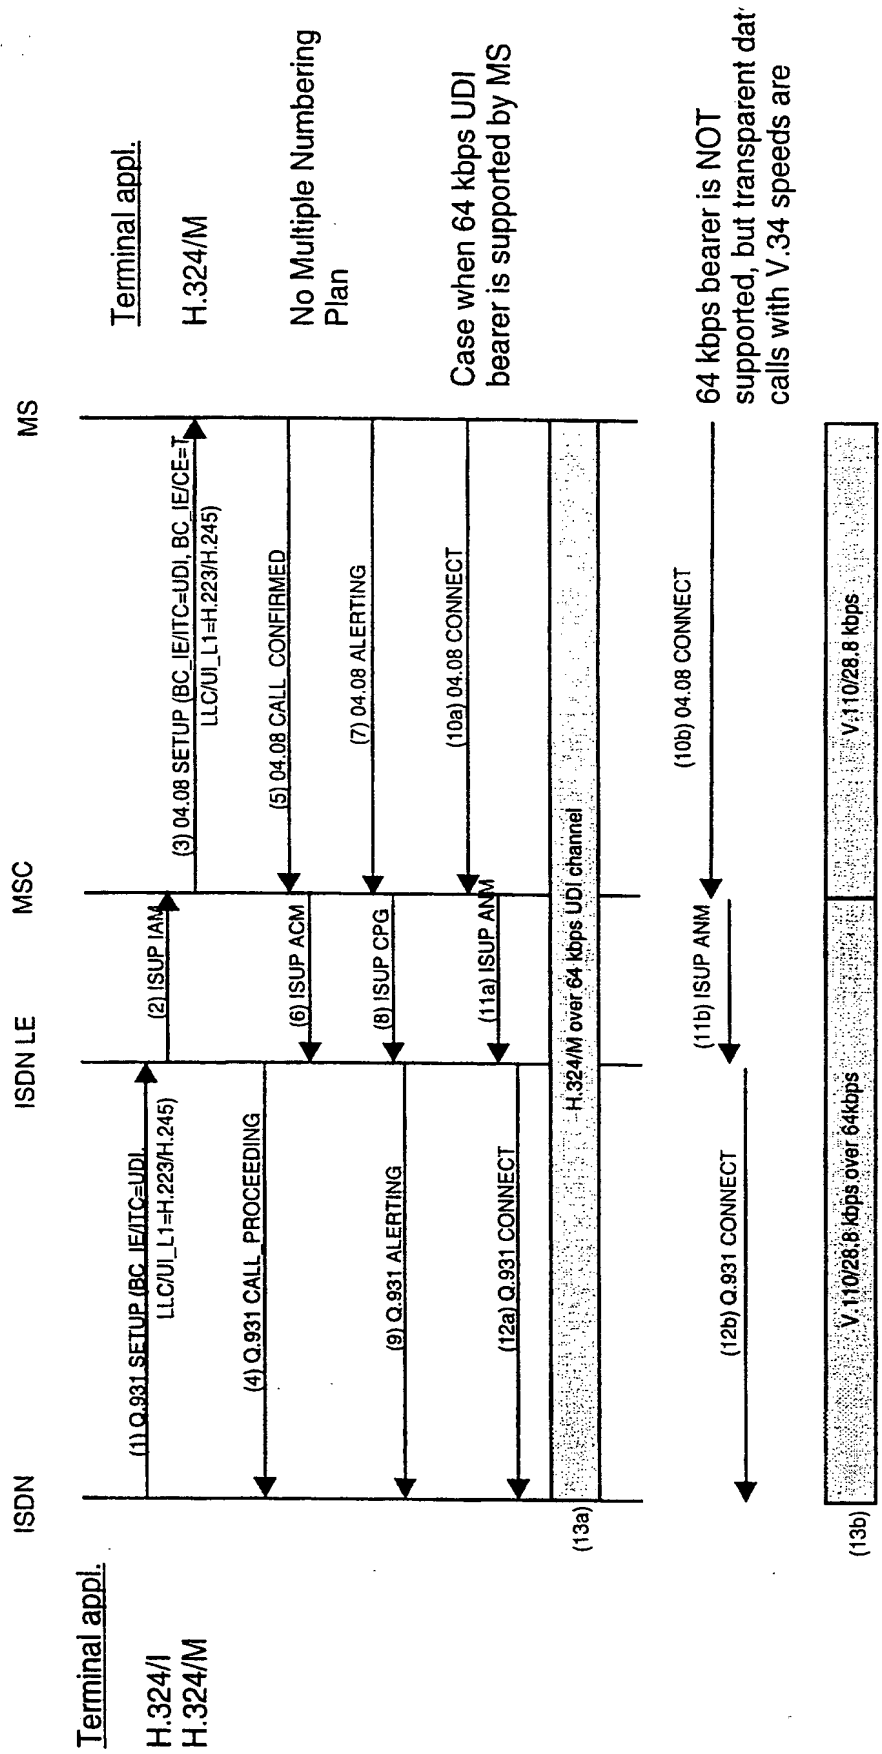 ISDN
ISDN LE
MSC
MS
Terminal appl.
H.324/I
H.324/M
Terminal appl.
H.324/M
(1) Q.931 SETUP (BC_IE/ITC=UDI,
LLC/UI_L1=H.223/H.245)
(2) ISUP IAM
(3) 04.08 SETUP (BC_IE/ITC=UDI, BC_IE/CE=T
LLC/UI_L1=H.223/H.245)
(4) Q.931 CALL_PROCEEDING
(5) 04.08 CALL_CONFIRMED
No Multiple Numbering
Plan
(6) ISUP ACM
(7) 04.08 ALERTING
(8) ISUP CPG
(9) Q.931 ALERTING
(10a) 04.08 CONNECT
Case when 64 kbps UDI
bearer is supported by MS
(11a) ISUP ANM
(12a) Q.931 CONNECT
(13a)
H.324/M over 64 kbps UDI channel
(10b) 04.08 CONNECT
64 kbps bearer is NOT
supported, but transparent dat
calls with V.34 speeds are
(11b) ISUP ANM
(12b) Q.931 CONNECT
(13b)
V.110/28.8 kbps over 64kbps
V.110/28.8 kbps